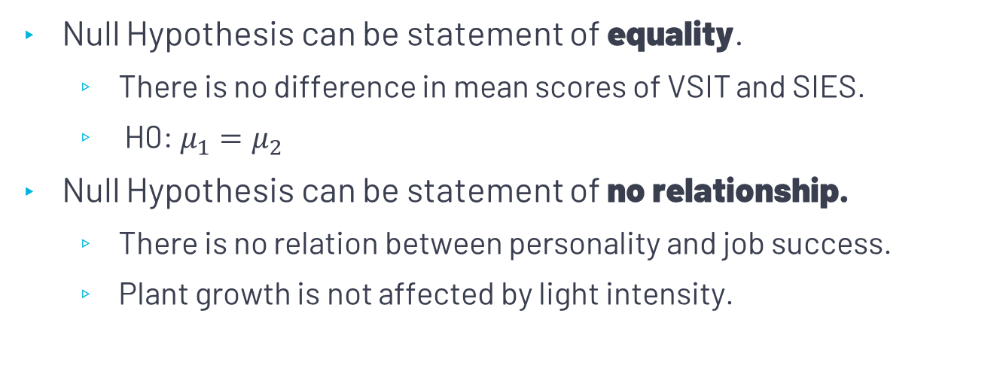 Null Hypothesis can be statement of equality.
There is no difference in mean scores of VSIT and SIES.
H0: 𝜇₁ = 𝜇₂
Null Hypothesis can be statement of no relationship.
There is no relation between personality and job success.
Plant growth is not affected by light intensity.